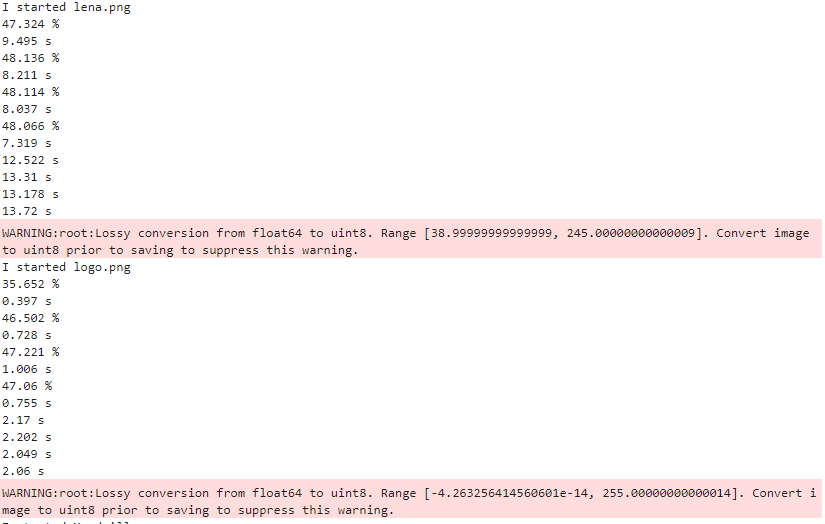 I started lena.png
47.324 %
9.495 s
48.136 %
8.211 s
48.114 %
8.037 s
48.066 %
7.319 s
12.522 s
13.31 s
13.178 s
13.72 s
WARNING:root:Lossy conversion from float64 to uint8. Range [38.99999999999999, 245.00000000000009]. Convert image
to uint8 prior to saving to suppress this warning.
I started logo.png
35.652 %
0.397 s
46.502 %
0.728 s
47.221 %
1.006 s
47.06 %
0.755 s
2.17 s
2.202 s
2.049 s
2.06 s
WARNING:root:Lossy conversion from float64 to uint8. Range [-4.263256414560601e-14, 255.00000000000014]. Convert i
mage to uint8 prior to saving to suppress this warning.